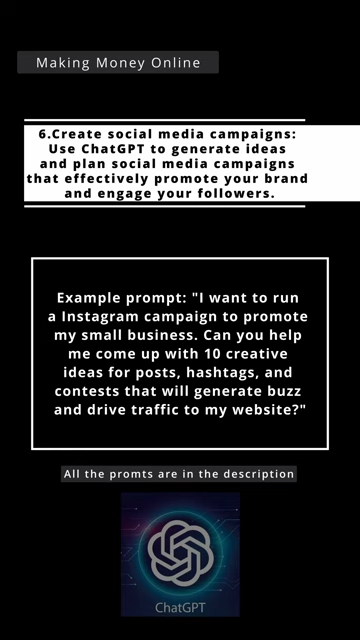 Making Money Online
6.Create social media campaigns:
Use ChatGPT to generate ideas
and plan social media campaigns
that effectively promote your brand
and engage your followers.
Example prompt: "I want to run
a Instagram campaign to promote
my small business. Can you help
me come up with 10 creative
ideas for posts, hashtags, and
contests that will generate buzz
and drive traffic to my website?"
All the promts are in the description
ChatGPT